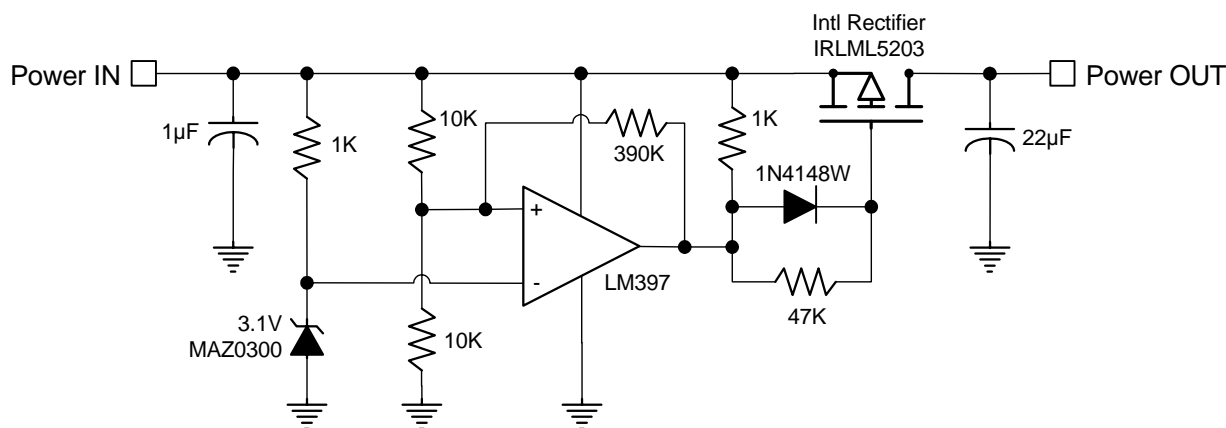 Intl Rectifier
IRLML5203
Power IN
Power OUT
1µF
1K
10K
390K
1K
22µF
1N4148W
+
-
LM397
47K
3.1V
MAZ0300
10K